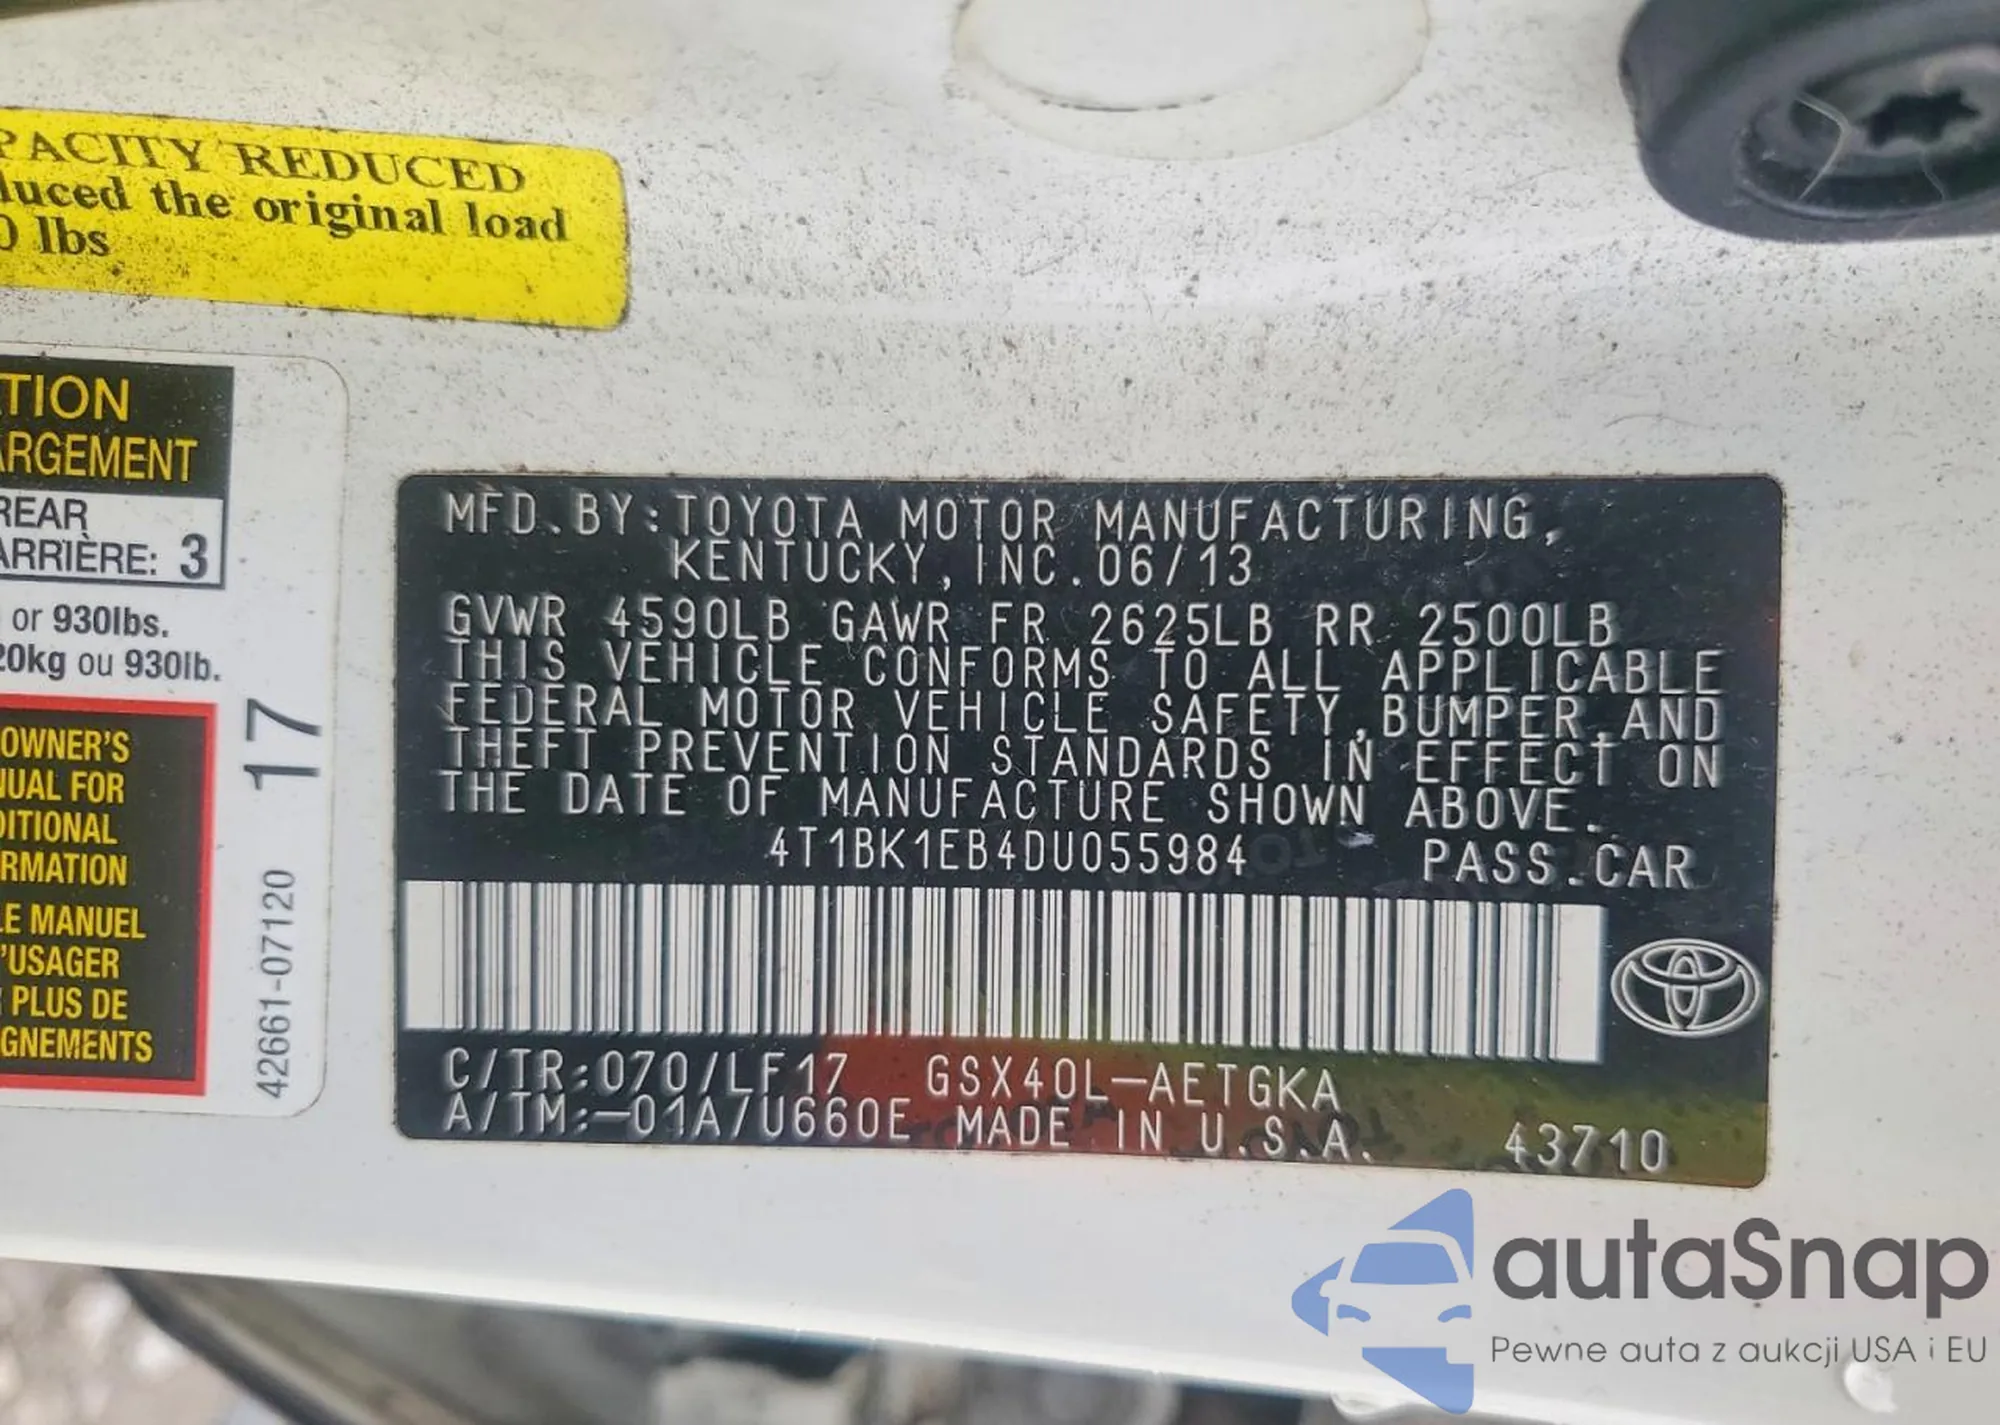 PACITY REDUCED
duced the original load
0 lbs
TION
ARGEMENT
REAR
ARRIÈRE: 3
or 930lbs.
20kg ou 930lb.
OWNER'S
NUAL FOR
DITIONAL
RMATION
LE MANUEL
'USAGER
PLUS DE
GNEMENTS
42661-07120 17
MFD.BY:TOYOTA MOTOR MANUFACTURING,
KENTUCKY,INC.06/13
GVWR 4590LB GAWR FR 2625LB RR 2500LB
THIS VEHICLE CONFORMS TO ALL APPLICABLE
FEDERAL MOTOR VEHICLE SAFETY,BUMPER,AND
THEFT PREVENTION STANDARDS IN EFFECT ON
THE DATE OF MANUFACTURE SHOWN ABOVE.
4T1BK1EB4DU055984 PASS.CAR
C/TR:070/LF17 GSX40L-AETGKA
A/TM:-01A/U660E MADE IN U.S.A. 43710
autaSnap
Pewne auta z aukcji USA i EU